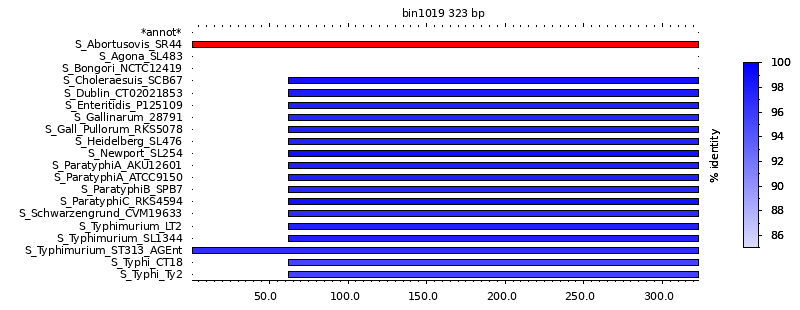 bin1019 323 bp
*annot*
S_Abortusovis_SR44
S_Agona_SL483
S_Bongori_NCTC12419
S_Choleraesuis_SCB67
S_Dublin_CT02021853
S_Enteritidis_P125109
S_Gallinarum_28791
S_Gall_Pullorum_RKS5078
S_Heidelberg_SL476
S_Newport_SL254
S_ParatyphiA_AKU12601
S_ParatyphiA_ATCC9150
S_ParatyphiB_SPB7
S_ParatyphiC_RKS4594
S_Schwarzengrund_CVM19633
S_Typhimurium_LT2
S_Typhimurium_SL1344
S_Typhimurium_ST313_AGEnt
S_Typhi_CT18
S_Typhi_Ty2
50.0 100.0 150.0 200.0 250.0 300.0
% identity
100
98
96
94
92
90
88
86